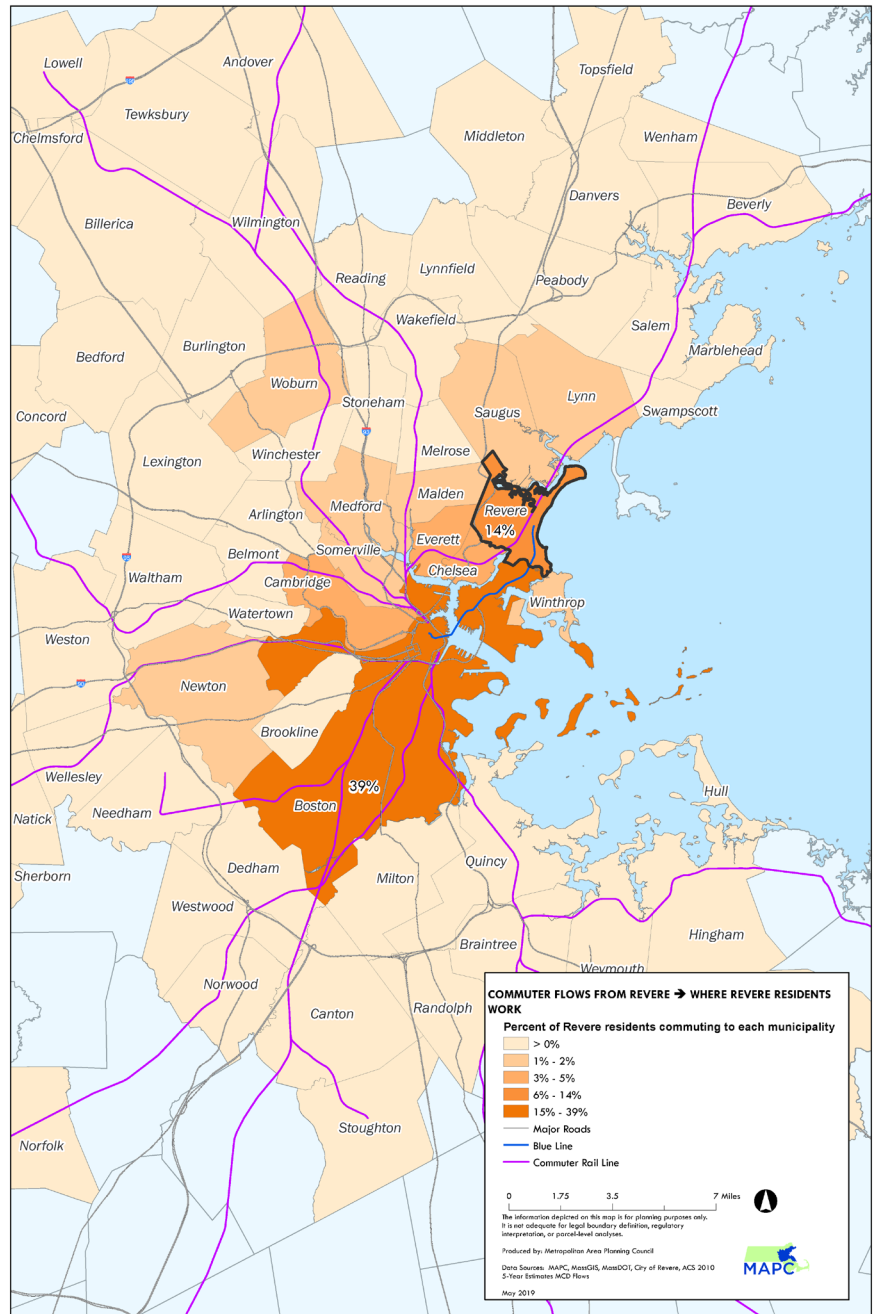 Lowell
Andover
Topsfield
Tewksbury
Chelmsford
Middleton
Wenham
Danvers
Beverly
Billerica
Wilmington
Reading
Lynnfield
Peabody
Wakefield
Salem
Burlington
Marblehead
Bedford
Woburn
Lynn
Stoneham
Saugus
Swampscott
Concord
Melrose
Winchester
Lexington
Malden
Medford
Revere
14%
Arlington
Everett
Somerville
Belmont
Chelsea
Waltham
Cambridge
Winthrop
Watertown
Weston
Newton
Brookline
Wellesley
39%
Hull
Boston
Needham
Natick
Quincy
Dedham
Sherborn
Milton
Westwood
Hingham
Braintree
Weymouth
Norwood
Randolph
Canton
Stoughton
Norfolk
COMMUTER FLOWS FROM REVERE ➔ WHERE REVERE RESIDENTS
WORK
Percent of Revere residents commuting to each municipality
> 0%
1% - 2%
3% - 5%
6% - 14%
15% - 39%
Major Roads
Blue Line
Commuter Rail Line
0 1.75 3.5 7 Miles
The information depicted on this map is for planning purposes only.
It is not adequate for legal boundary definition, regulatory
interpretation, or parcel-level analyses.
Produced by: Metropolitan Area Planning Council
Data Sources: MAPC, MassGIS, MassDOT, City of Revere, ACS 2010
5-Year Estimates MCD Flows
May 2019
MAPC